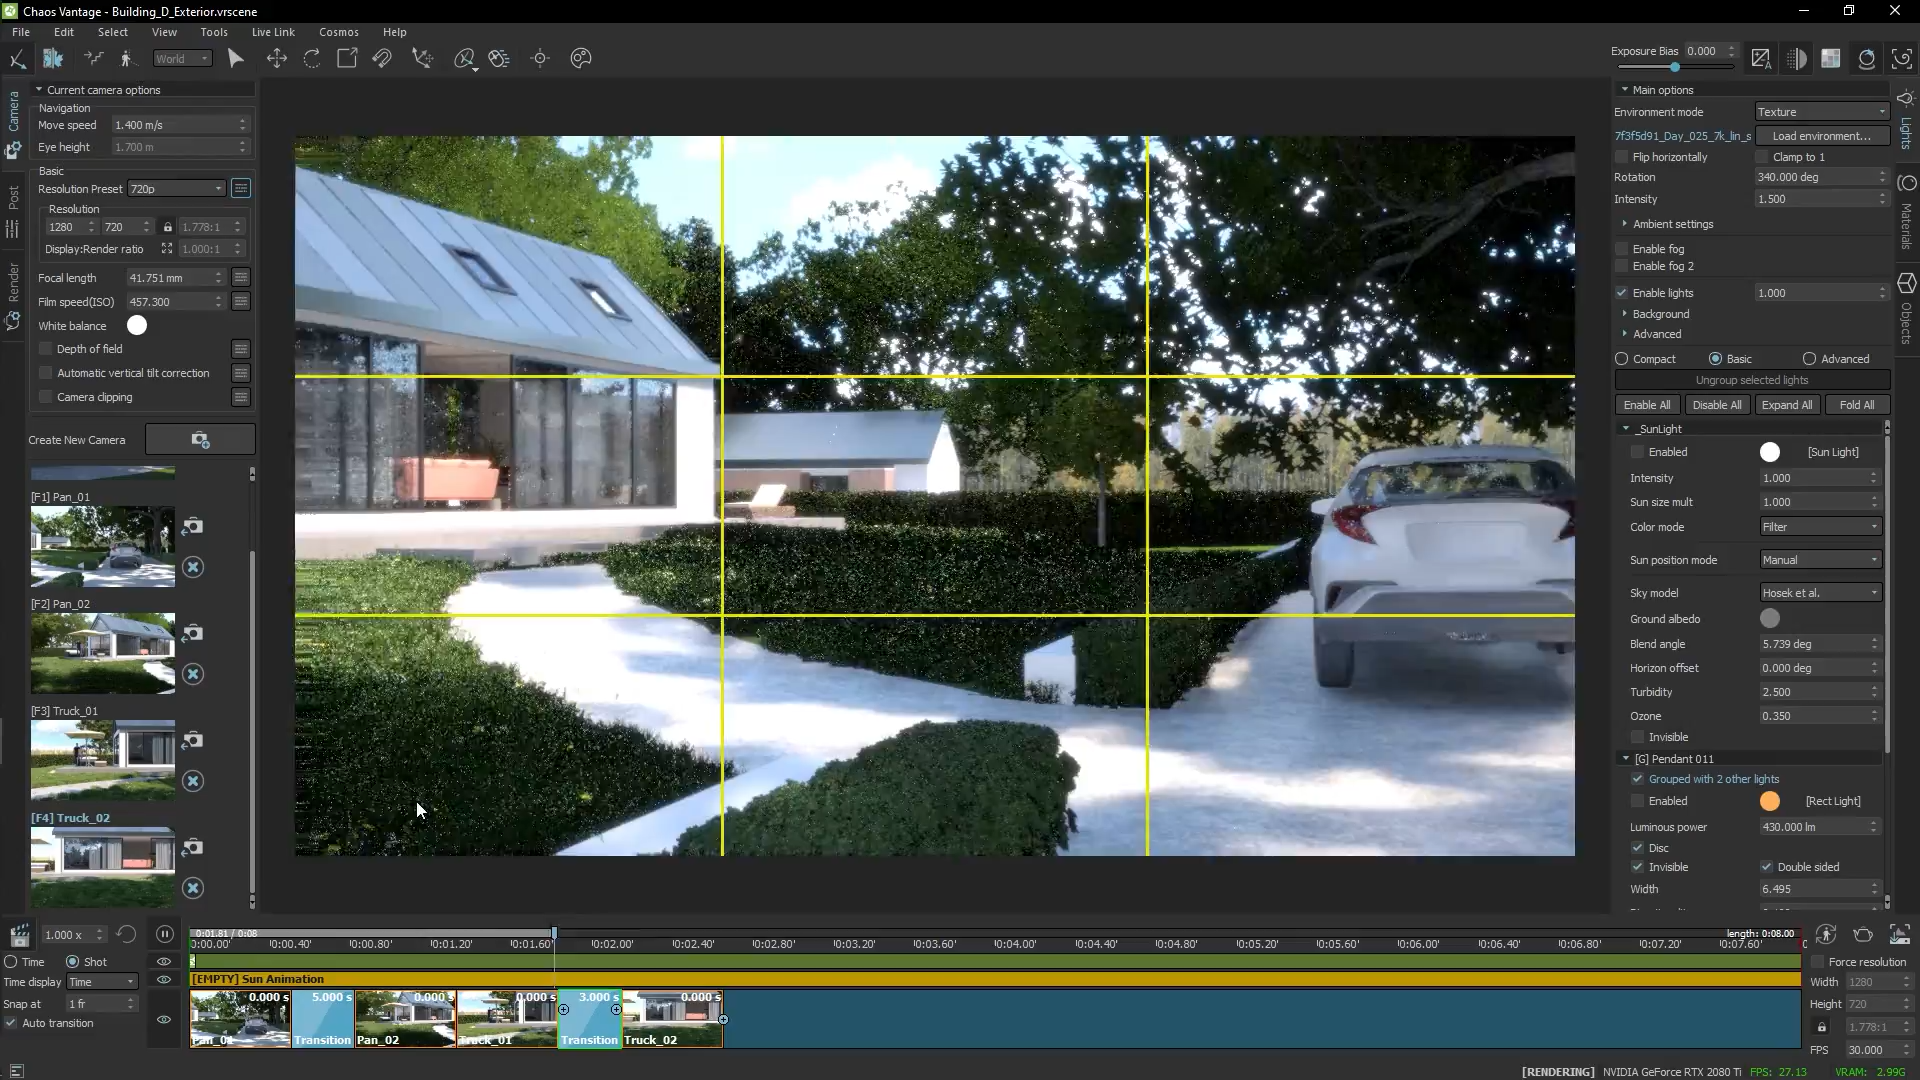 Chaos Vantage - Building_D_Exterior.vrscene
File Edit Select View Tools Live Link Cosmos Help
World
Exposure Bias 0.000
Current camera options
Navigation
Move speed 1.400 m/s
Eye height 1.700 m
Basic
Resolution Preset 720p
Resolution
1280 720 1.778:1
Display:Render ratio 1.000:1
Focal length 41.751 mm
Film speed(ISO) 457.300
White balance
Depth of field
Automatic vertical tilt correction
Camera clipping
Create New Camera
[F1] Pan_01
[F2] Pan_02
[F3] Truck_01
[F4] Truck_02
Camera
Post
Render
Main options
Environment mode Texture
7f3f5d91_Day_025_7k_lin_s Load environment...
Flip horizontally Clamp to 1
Rotation 340.000 deg
Intensity 1.500
Ambient settings
Enable fog
Enable fog 2
Enable lights 1.000
Background
Advanced
Compact Basic Advanced
Ungroup selected lights
Enable All Disable All Expand All Fold All
_SunLight
Enabled [Sun Light]
Intensity 1.000
Sun size mult 1.000
Color mode Filter
Sun position mode Manual
Sky model Hosek et al.
Ground albedo
Blend angle 5.739 deg
Horizon offset 0.000 deg
Turbidity 2.500
Ozone 0.350
Invisible
[G] Pendant 011
Grouped with 2 other lights
Enabled [Rect Light]
Luminous power 430.000 lm
Disc
Invisible Double sided
Width 6.495
Lights
Materials
Objects
1.000 x
0:01.81 / 0:08 length: 0:08.00
0:00.00' 0:00.40' 0:00.80' 0:01.20' 0:01.60' 0:02.00' 0:02.40' 0:02.80' 0:03.20' 0:03.60' 0:04.00' 0:04.40' 0:04.80' 0:05.20' 0:05.60' 0:06.00' 0:06.40' 0:06.80' 0:07.20' 0:07.60'
Time Shot
Time display Time
Snap at 1 fr
Auto transition
[EMPTY] Sun Animation
0.000 s 5.000 s 0.000 s 0.000 s 3.000 s 0.000 s
Pan_01 Transition Pan_02 Truck_01 Transition Truck_02
Force resolution
Width 1280
Height 720
1.778:1
FPS 30.000
[RENDERING] NVIDIA GeForce RTX 2080 Ti FPS: 27.13 VRAM: 2.99G